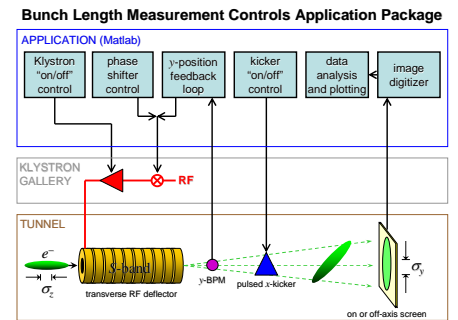 Bunch Length Measurement Controls Application Package
APPLICATION (Matlab)
Klystron
“on/off”
control
phase
shifter
control
y-position
feedback
loop
kicker
“on/off”
control
data
analysis
and plotting
image
digitizer
KLYSTRON
GALLERY
RF
TUNNEL
e⁻
σz
S-band
transverse RF deflector
y-BPM
pulsed x-kicker
σy
on or off-axis screen